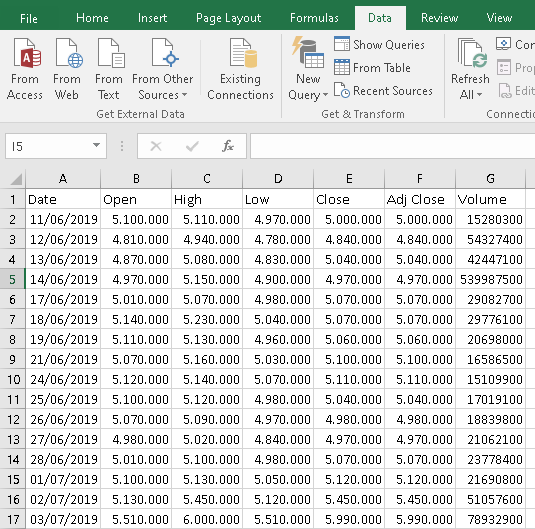 File Home Insert Page Layout Formulas Data Review View
From Access
From Web
From Text
From Other Sources
Existing Connections
New Query
Show Queries
From Table
Recent Sources
Refresh All
Get External Data
Get & Transform
I5
fx
A B C D E F G
1 Date Open High Low Close Adj Close Volume
2 11/06/2019 5.100.000 5.110.000 4.970.000 5.000.000 5.000.000 15280300
3 12/06/2019 4.810.000 4.940.000 4.780.000 4.840.000 4.840.000 54327400
4 13/06/2019 4.870.000 5.080.000 4.830.000 5.040.000 5.040.000 42447100
5 14/06/2019 4.970.000 5.150.000 4.900.000 4.970.000 4.970.000 539987500
6 17/06/2019 5.010.000 5.070.000 4.980.000 5.070.000 5.070.000 29082700
7 18/06/2019 5.140.000 5.230.000 5.040.000 5.070.000 5.070.000 29776100
8 19/06/2019 5.110.000 5.130.000 4.960.000 5.060.000 5.060.000 20698000
9 21/06/2019 5.070.000 5.160.000 5.030.000 5.100.000 5.100.000 16586500
10 24/06/2019 5.120.000 5.140.000 5.070.000 5.110.000 5.110.000 15109900
11 25/06/2019 5.100.000 5.120.000 4.980.000 5.040.000 5.040.000 17019100
12 26/06/2019 5.070.000 5.090.000 4.970.000 4.980.000 4.980.000 18839800
13 27/06/2019 4.980.000 5.020.000 4.840.000 4.970.000 4.970.000 21062100
14 28/06/2019 5.010.000 5.100.000 4.980.000 5.070.000 5.070.000 23778400
15 01/07/2019 5.100.000 5.130.000 5.050.000 5.120.000 5.120.000 21690800
16 02/07/2019 5.130.000 5.450.000 5.120.000 5.450.000 5.450.000 51057600
17 03/07/2019 5.510.000 6.000.000 5.510.000 5.990.000 5.990.000 78932900